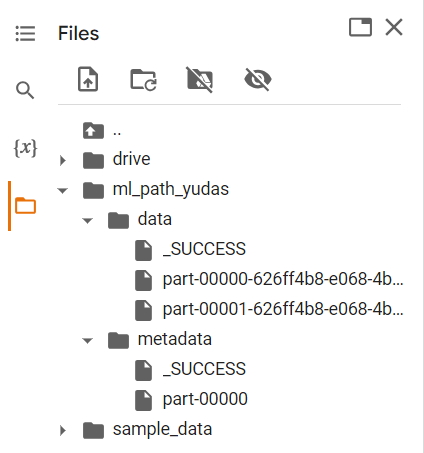 Files
{x}
..
drive
ml_path_yudas
data
_SUCCESS
part-00000-626ff4b8-e068-4b...
part-00001-626ff4b8-e068-4b...
metadata
_SUCCESS
part-00000
sample_data